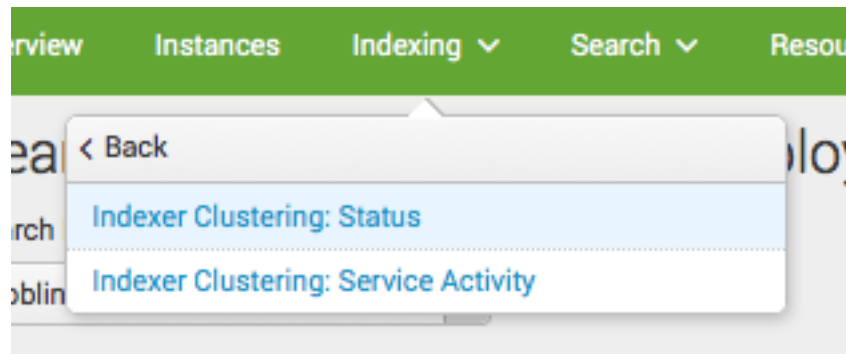 Instances Indexing Search
Back
Indexer Clustering: Status
Indexer Clustering: Service Activity